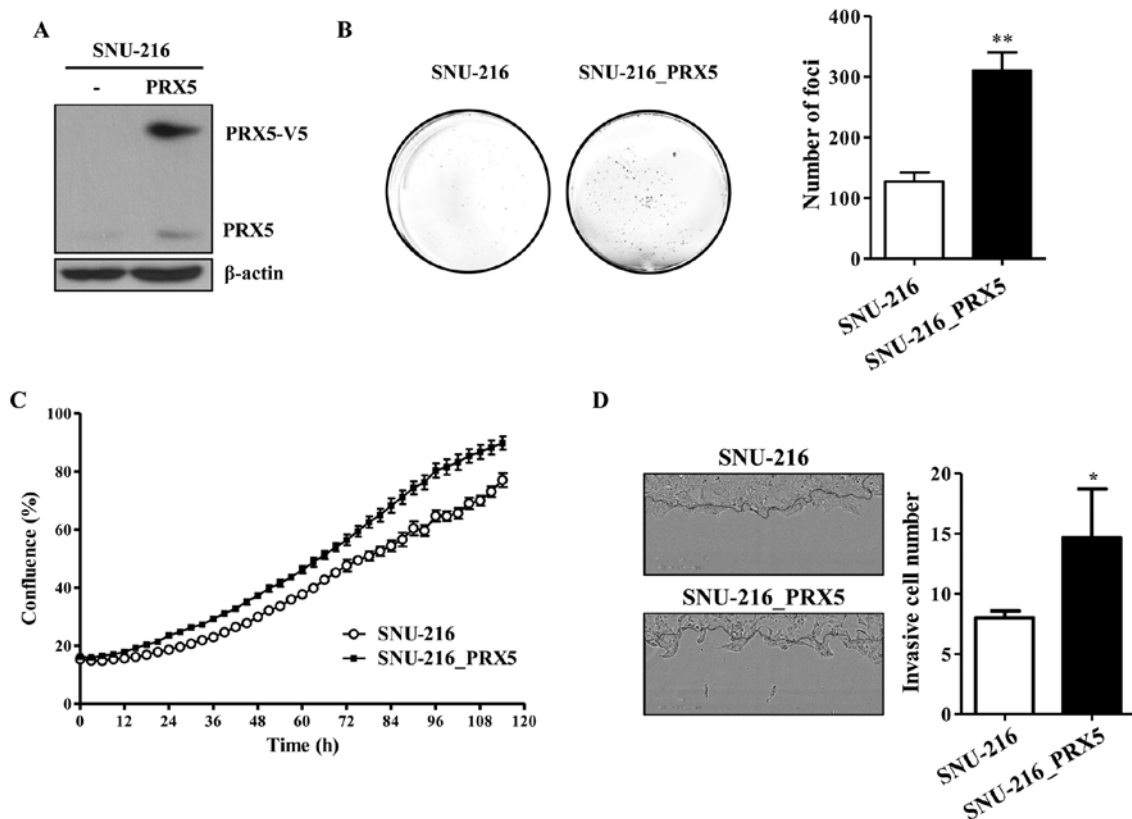 A
SNU-216
- PRX5
PRX5-V5
PRX5
β-actin
B
SNU-216 SNU-216_PRX5
Number of foci
400
300
200
100
0
**
SNU-216
SNU-216_PRX5
C
Confluence (%)
100
80
60
40
20
0
SNU-216
SNU-216_PRX5
0 12 24 36 48 60 72 84 96 108 120
Time (h)
D
SNU-216
SNU-216_PRX5
Invasive cell number
20
15
10
5
0
*
SNU-216
SNU-216_PRX5